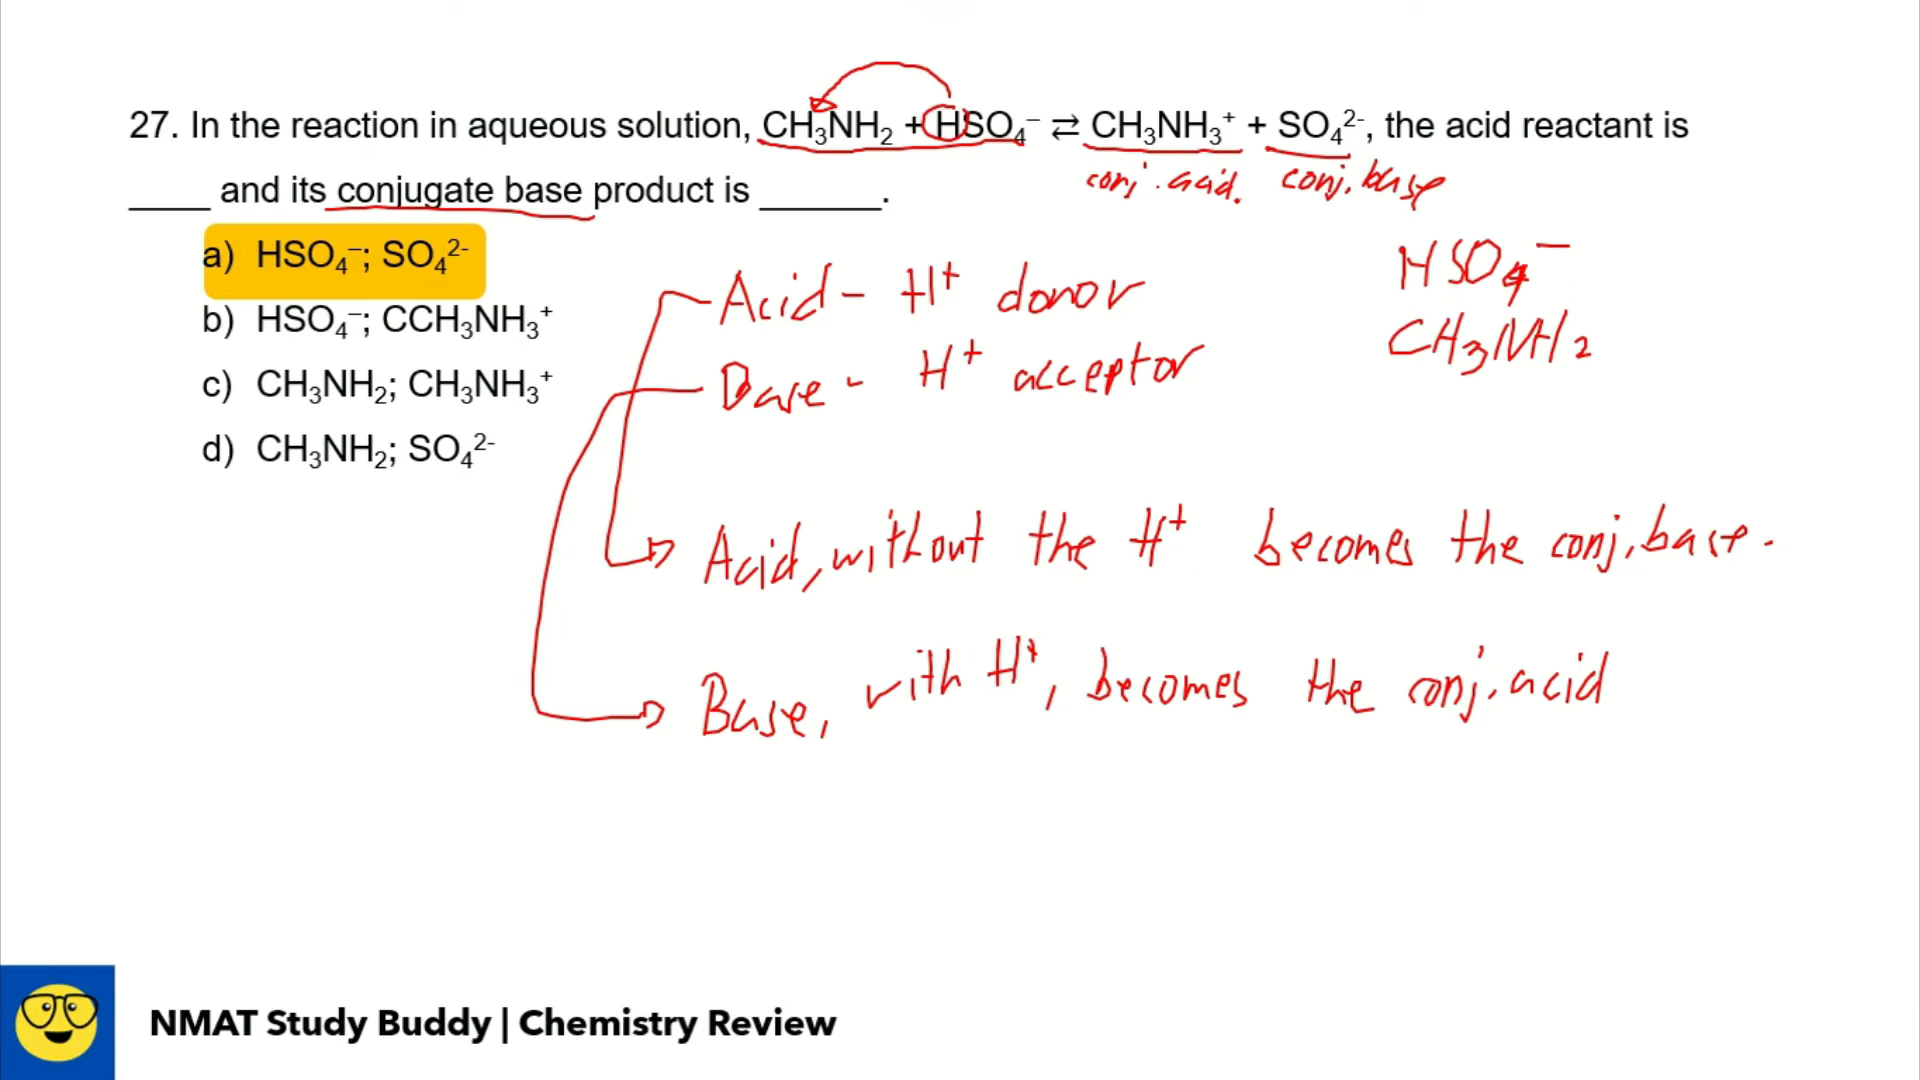 27. In the reaction in aqueous solution, CH₃NH₂ + HSO₄⁻ ⇄ CH₃NH₃⁺ + SO₄²⁻, the acid reactant is
conj. acid. conj. base
____ and its conjugate base product is ______.
a) HSO₄⁻; SO₄²⁻
b) HSO₄⁻; CCH₃NH₃⁺
c) CH₃NH₂; CH₃NH₃⁺
d) CH₃NH₂; SO₄²⁻
Acid - H⁺ donor
Base - H⁺ acceptor
HSO₄⁻
CH₃NH₂
Acid, without the H⁺ becomes the conj. base.
Base, with H⁺, becomes the conj. acid
NMAT Study Buddy | Chemistry Review